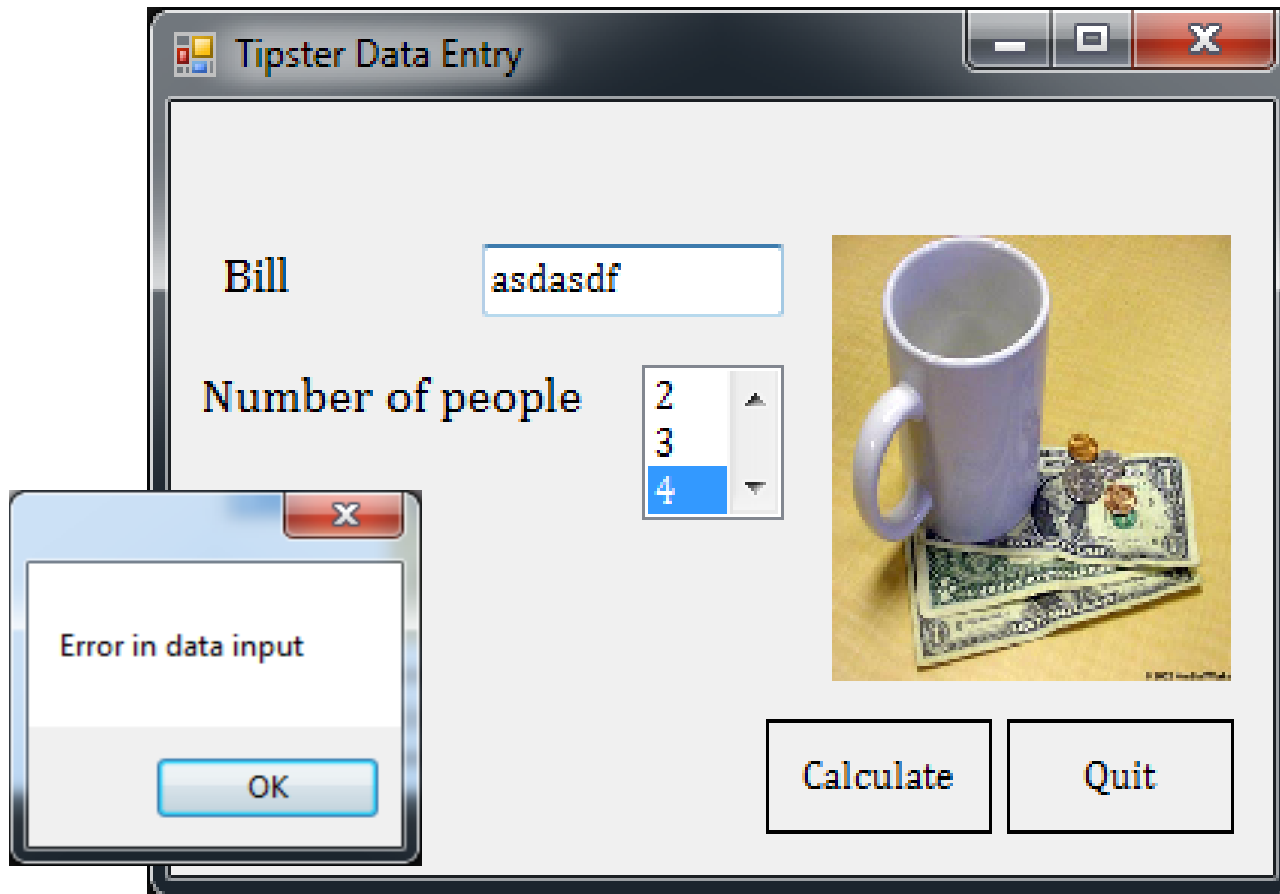 Tipster Data Entry
Bill
asdasdf
Number of people
2
3
4
Error in data input
OK
Calculate
Quit